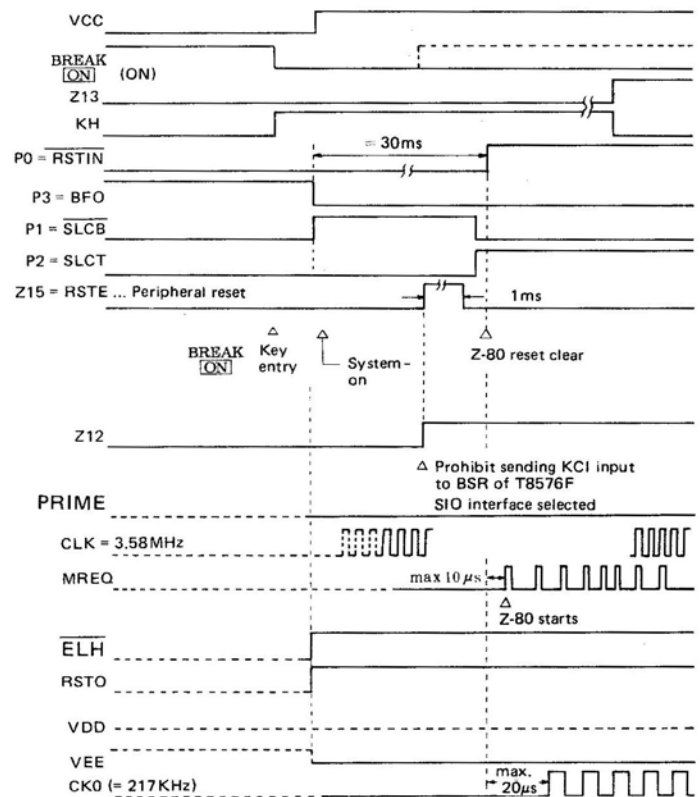 VCC
BREAK
ON (ON)
Z13
KH
P0 = RSTIN
= 30ms
P3 = BFO
P1 = SLCB
P2 = SLCT
Z15 = RSTE ... Peripheral reset
1ms
BREAK
ON
△ Key
entry
△ System-
on
△
Z-80 reset clear
Z12
△ Prohibit sending KCI input
to BSR of T8576F
SIO interface selected
PRIME
CLK = 3.58MHz
MREQ
max 10 µs
△
Z-80 starts
ELH
RSTO
VDD
VEE
CK0 (= 217KHz)
max.
20µs